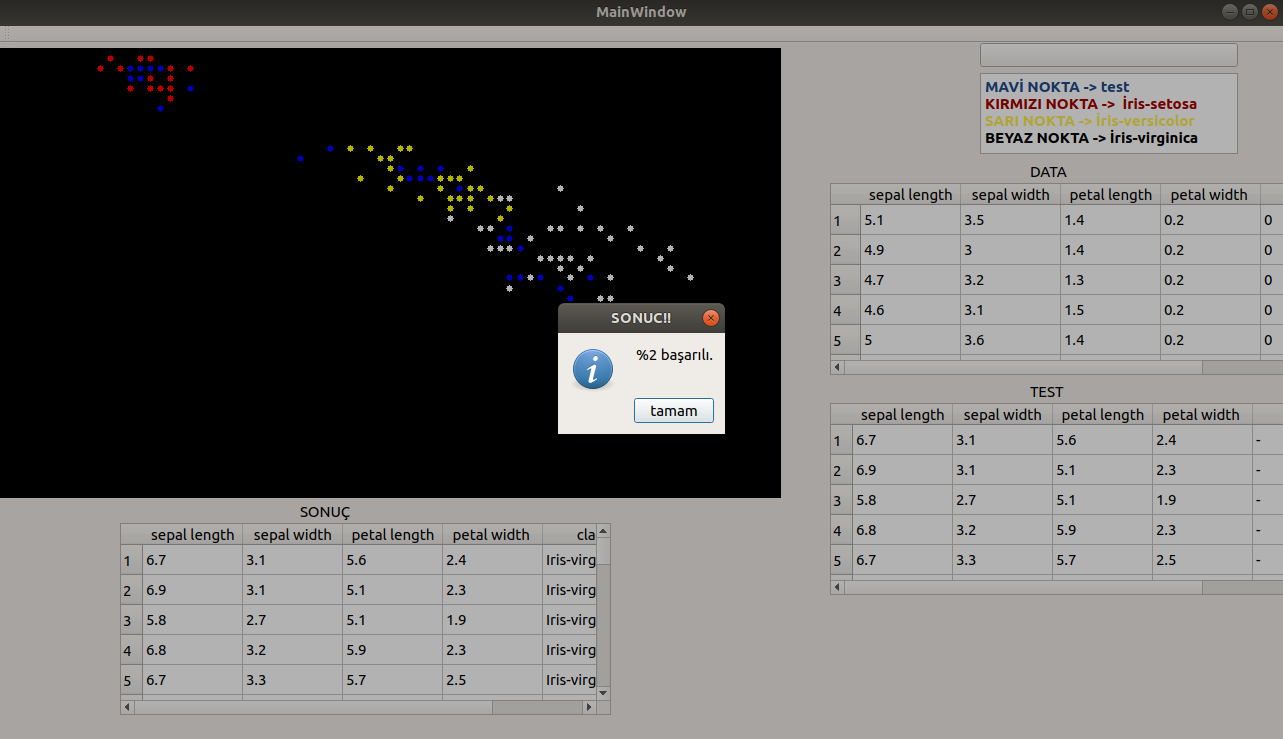 MainWindow
MAVİ NOKTA -> test
KIRMIZI NOKTA -> İris-setosa
SARI NOKTA -> İris-versicolor
BEYAZ NOKTA -> İris-virginica
DATA
sepal length sepal width petal length petal width
1 5.1 3.5 1.4 0.2 0
2 4.9 3 1.4 0.2 0
3 4.7 3.2 1.3 0.2 0
4 4.6 3.1 1.5 0.2 0
5 5 3.6 1.4 0.2 0
SONUC!!
%2 başarılı.
tamam
TEST
sepal length sepal width petal length petal width
1 6.7 3.1 5.6 2.4 -
2 6.9 3.1 5.1 2.3 -
3 5.8 2.7 5.1 1.9 -
4 6.8 3.2 5.9 2.3 -
5 6.7 3.3 5.7 2.5 -
SONUÇ
sepal length sepal width petal length petal width cla
1 6.7 3.1 5.6 2.4 Iris-virg
2 6.9 3.1 5.1 2.3 Iris-virg
3 5.8 2.7 5.1 1.9 Iris-virg
4 6.8 3.2 5.9 2.3 Iris-virg
5 6.7 3.3 5.7 2.5 Iris-virg